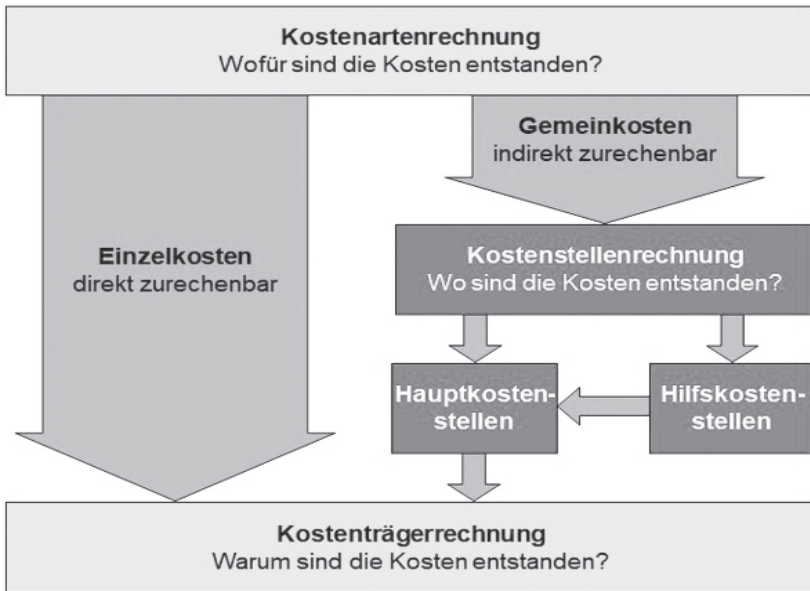 Kostenartenrechnung
Wofür sind die Kosten entstanden?
Gemeinkosten
indirekt zurechenbar
Einzelkosten
direkt zurechenbar
Kostenstellenrechnung
Wo sind die Kosten entstanden?
Hauptkosten-
stellen
Hilfskosten-
stellen
Kostenträgerrechnung
Warum sind die Kosten entstanden?